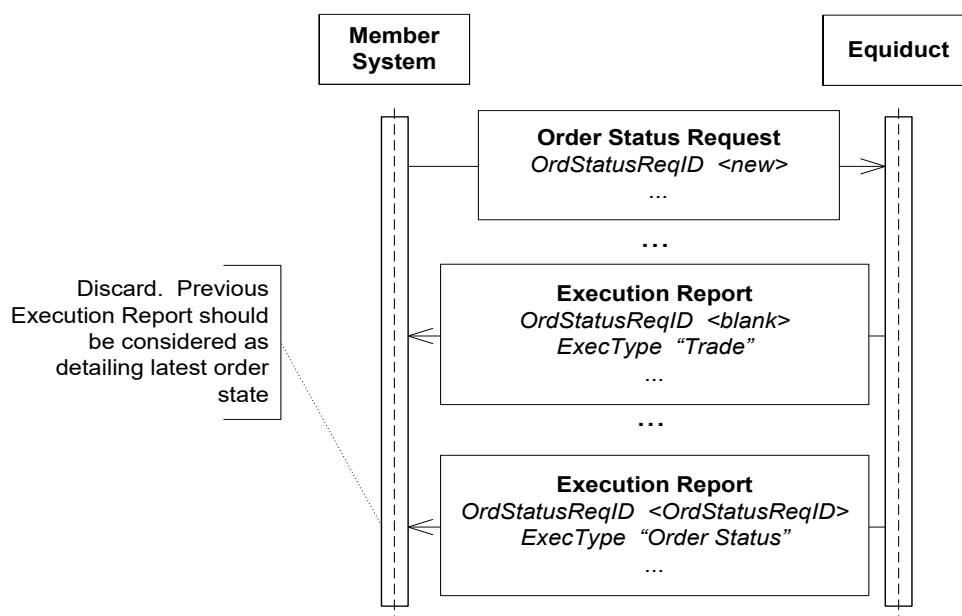 Member
System
Equiduct
Order Status Request
OrdStatusReqID <new>
...
...
Discard. Previous
Execution Report should
be considered as
detailing latest order
state
Execution Report
OrdStatusReqID <blank>
ExecType “Trade”
...
...
Execution Report
OrdStatusReqID <OrdStatusReqID>
ExecType “Order Status”
...